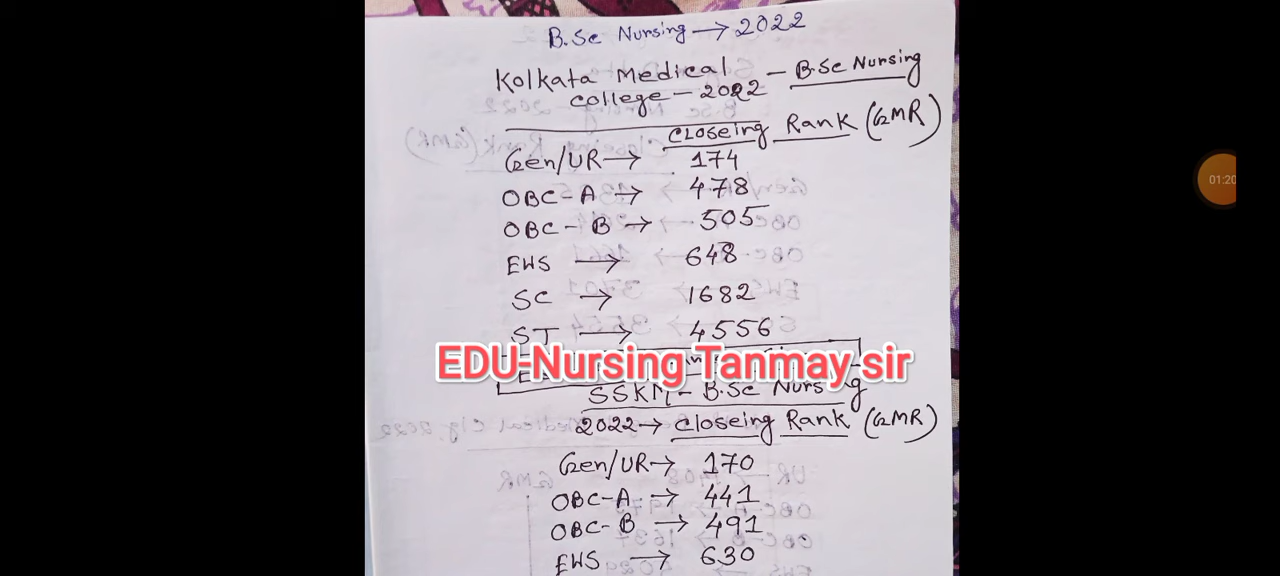 B.Sc Nursing → 2022
Kolkata Medical
college - 2022 - B.Sc Nursing
Closeing Rank (GMR)
Gen/UR → 174
OBC-A → 478
OBC-B → 505
EWS → 648
SC → 1682
ST → 4556
EDU-Nursing Tanmay sir
SSKM - B.Sc Nursing
2022 → Closeing Rank (GMR)
Gen/UR → 170
OBC-A → 441
OBC-B → 491
EWS → 630
01:20